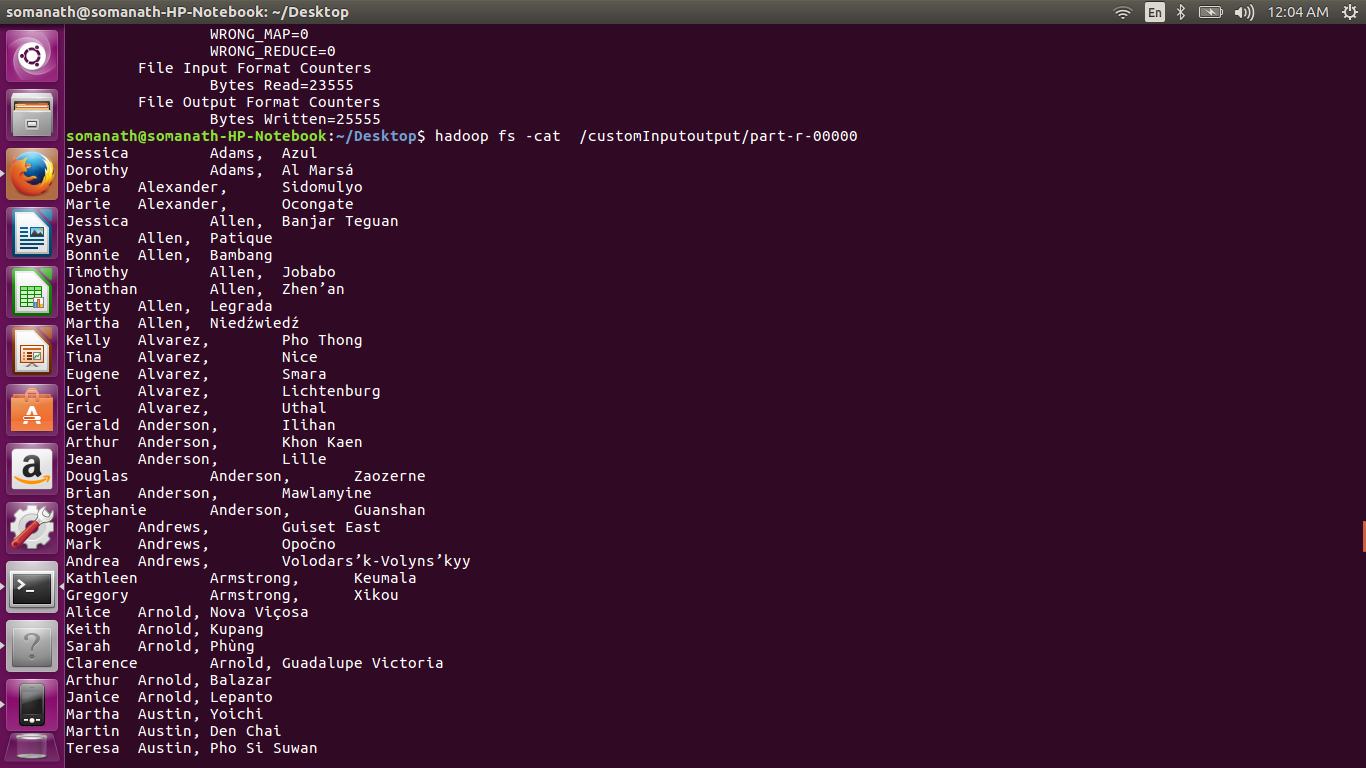 somanath@somanath-HP-Notebook: ~/Desktop En 12:04 AM
WRONG_MAP=0
WRONG_REDUCE=0
File Input Format Counters
Bytes Read=23555
File Output Format Counters
Bytes Written=25555
somanath@somanath-HP-Notebook:~/Desktop$ hadoop fs -cat  /customInputoutput/part-r-00000
Jessica Adams, Azul
Dorothy Adams, Al Marsá
Debra Alexander, Sidomulyo
Marie Alexander, Ocongate
Jessica Allen, Banjar Teguan
Ryan Allen, Patique
Bonnie Allen, Bambang
Timothy Allen, Jobabo
Jonathan Allen, Zhen’an
Betty Allen, Legrada
Martha Allen, Niedźwiedź
Kelly Alvarez, Pho Thong
Tina Alvarez, Nice
Eugene Alvarez, Smara
Lori Alvarez, Lichtenburg
Eric Alvarez, Uthal
Gerald Anderson, Ilihan
Arthur Anderson, Khon Kaen
Jean Anderson, Lille
Douglas Anderson, Zaozerne
Brian Anderson, Mawlamyine
Stephanie Anderson, Guanshan
Roger Andrews, Guiset East
Mark Andrews, Opočno
Andrea Andrews, Volodars’k-Volyns’kyy
Kathleen Armstrong, Keumala
Gregory Armstrong, Xikou
Alice Arnold, Nova Viçosa
Keith Arnold, Kupang
Sarah Arnold, Phùng
Clarence Arnold, Guadalupe Victoria
Arthur Arnold, Balazar
Janice Arnold, Lepanto
Martha Austin, Yoichi
Martin Austin, Den Chai
Teresa Austin, Pho Si Suwan